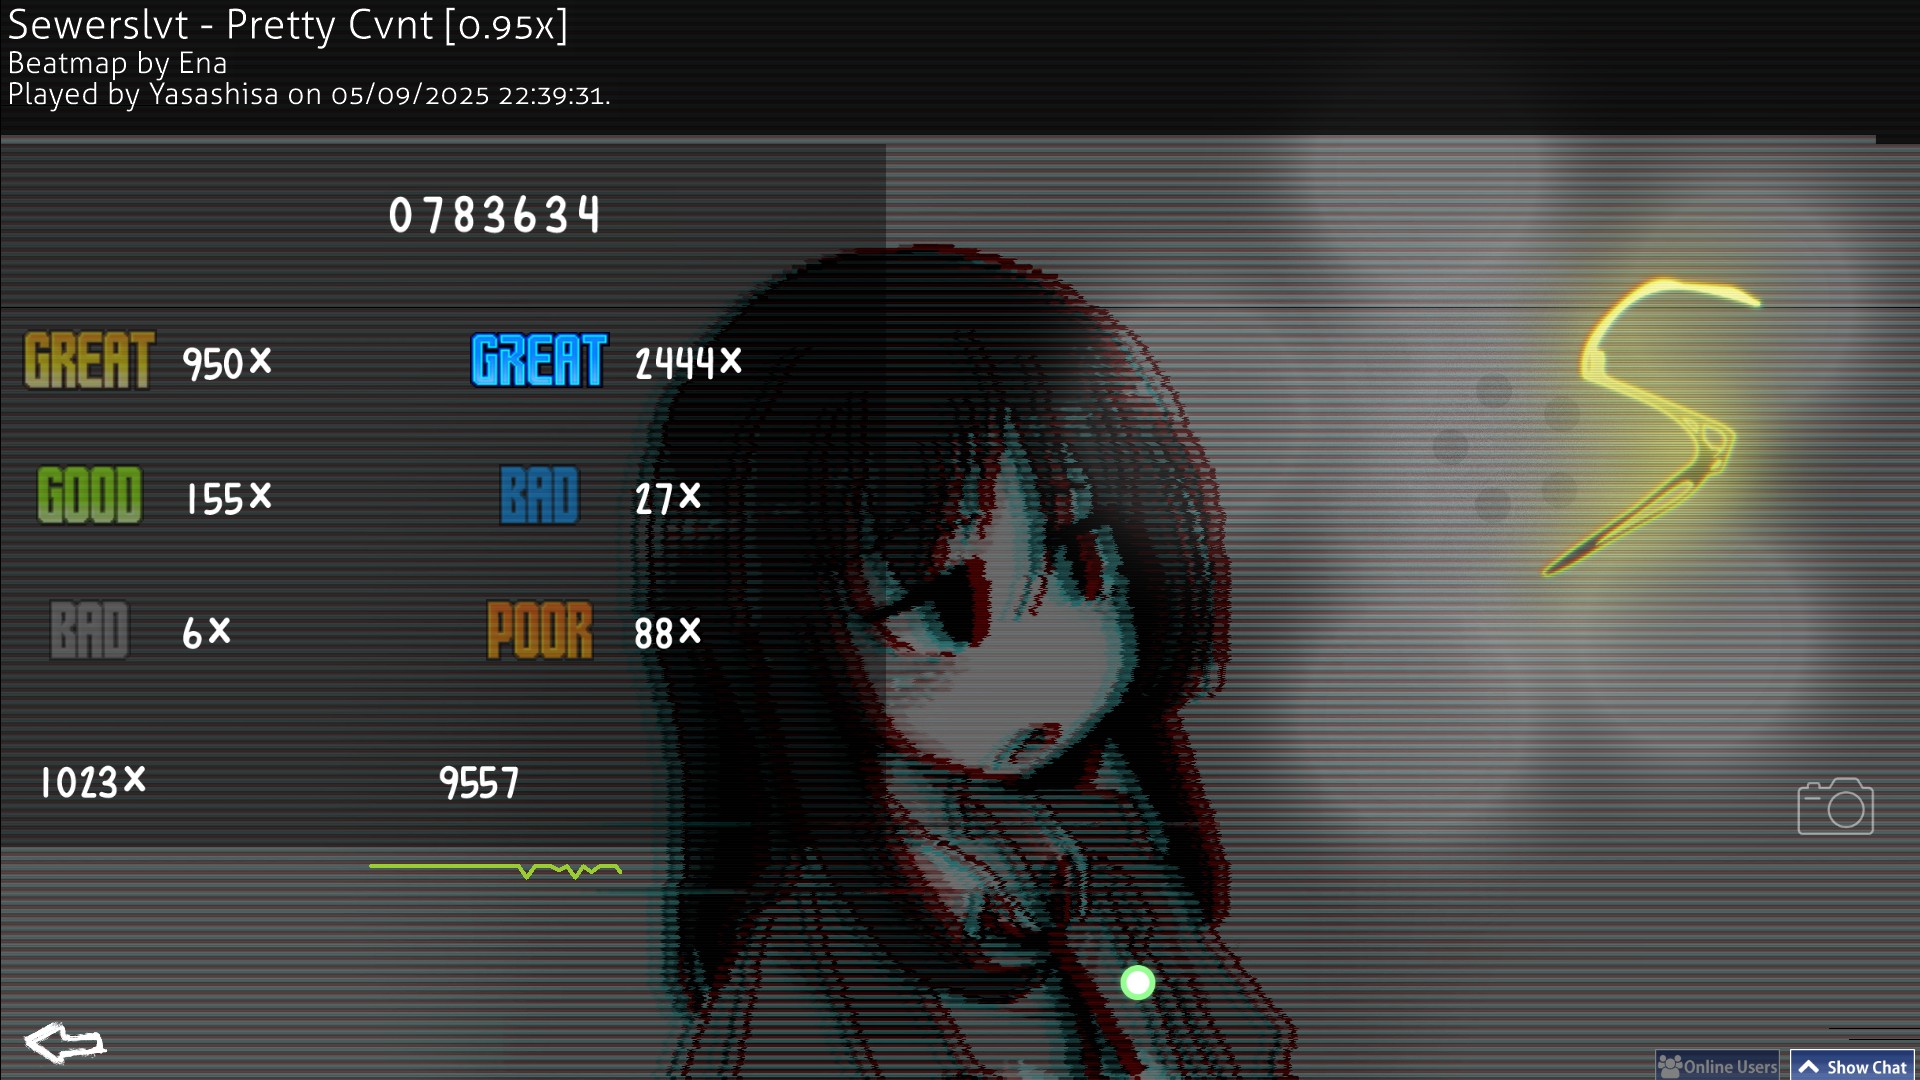 Sewerslvt - Pretty Cvnt [0.95x]
Beatmap by Ena
Played by Yasashisa on 05/09/2025 22:39:31.
0783634
GREAT 950X GREAT 2444X
GOOD 155X BAD 27X
BAD 6X POOR 88X
1023X 9557
S
Online Users Show Chat